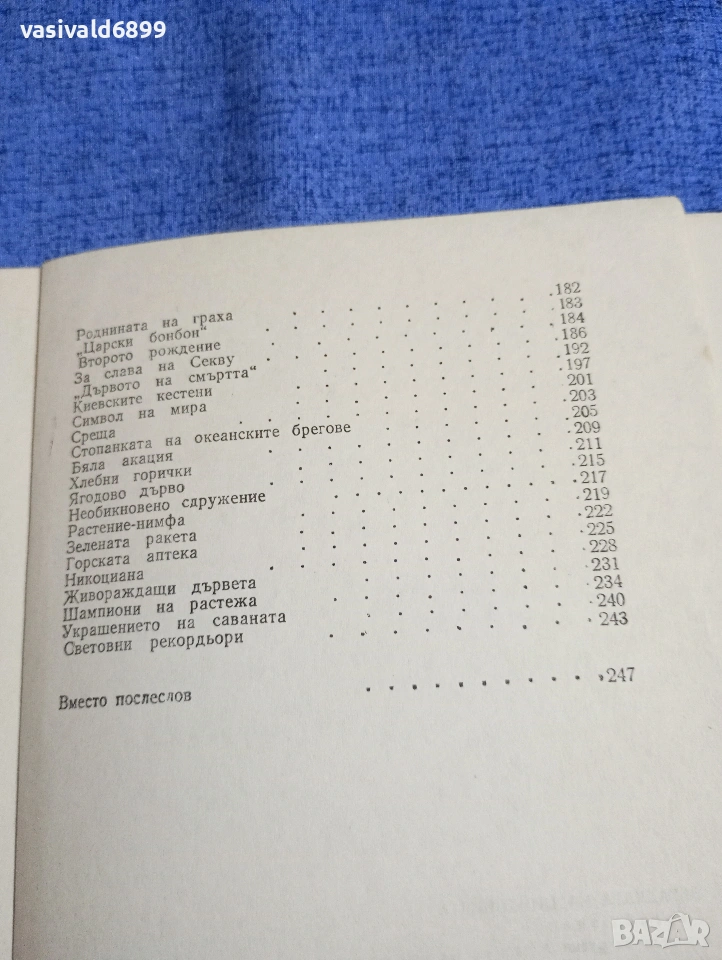 vasivald6899
Роднината на граха . . . . . . . . 182
„Царски бонбон“ . . . . . . . . 183
Второто рождение . . . . . . . . 184
За слава на Секву . . . . . . . . 186
„Дървото на смъртта“ . . . . . . . . 192
Киевските кестени . . . . . . . . 197
Символ на мира . . . . . . . . 201
Среща . . . . . . . . 203
Стопанката на океанските брегове . . . . . . 205
Бяла акация . . . . . . . . 209
Хлебни горички . . . . . . . . 211
Ягодово дърво . . . . . . . . 215
Необикновено сдружение . . . . . . . 217
Растение-нимфа . . . . . . . . 219
Зелената ракета . . . . . . . . 222
Горската аптека . . . . . . . . 225
Никоциана . . . . . . . . 228
Живораждащи дървета . . . . . . . . 231
Шампиони на растежа . . . . . . . . 234
Украшението на саваната . . . . . . . 240
Световни рекордьори . . . . . . . . 243
Вместо послеслов . . . . . . . . . . . 247
BAZAR